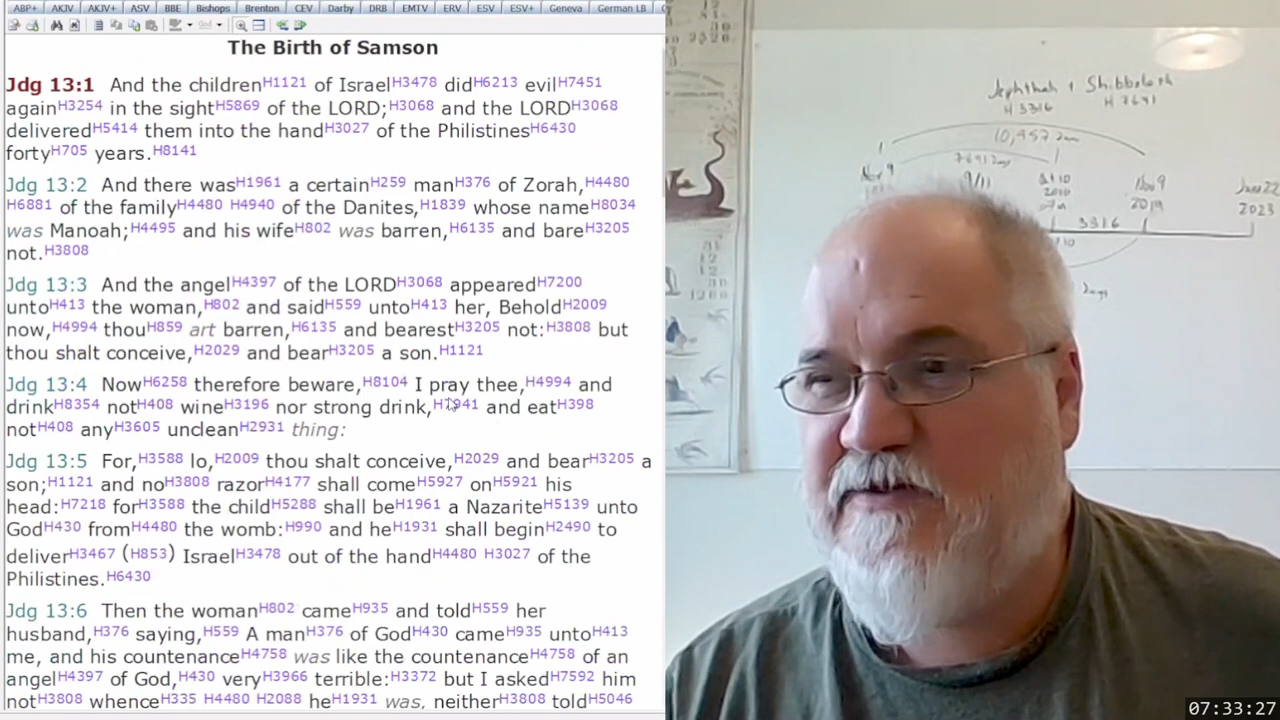 ABP+ AKJV AKJV+ ASV BBE Bishops Brenton CEV Darby DRB EMTV ERV ESV ESV+ Geneva German LB
The Birth of Samson
Jdg 13:1 And the childrenH1121 of IsraelH3478 didH6213 evilH7451
againH3254 in the sightH5869 of the LORD;H3068 and the LORDH3068
deliveredH5414 them into the handH3027 of the PhilistinesH6430
fortyH705 years.H8141
Jdg 13:2 And there wasH1961 a certainH259 manH376 of Zorah,H4480
H6881 of the familyH4480 H4940 of the Danites,H1839 whose nameH8034
was Manoah;H4495 and his wifeH802 was barren,H6135 and bareH3205
not.H3808
Jdg 13:3 And the angelH4397 of the LORDH3068 appearedH7200
untoH413 the woman,H802 and saidH559 untoH413 her, BeholdH2009
now,H4994 thouH859 art barren,H6135 and bearestH3205 not:H3808 but
thou shalt conceive,H2029 and bearH3205 a son.H1121
Jdg 13:4 NowH6258 therefore beware,H8104 I pray thee,H4994 and
drinkH8354 notH408 wineH3196 nor strong drink,H7941 and eatH398
notH408 anyH3605 uncleanH2931 thing:
Jdg 13:5 For,H3588 lo,H2009 thou shalt conceive,H2029 and bearH3205 a
son;H1121 and noH3808 razorH4177 shall comeH5927 onH5921 his
head:H7218 forH3588 the childH5288 shall beH1961 a NazariteH5139 unto
GodH430 fromH4480 the womb:H990 and heH1931 shall beginH2490 to
deliverH3467 (H853) IsraelH3478 out of the handH4480 H3027 of the
Philistines.H6430
Jdg 13:6 Then the womanH802 cameH935 and toldH559 her
husband,H376 saying,H559 A manH376 of GodH430 cameH935 untoH413
me, and his countenanceH4758 was like the countenanceH4758 of an
angelH4397 of God,H430 veryH3966 terrible:H3372 but I askedH7592 him
notH3808 whenceH335 H4480 H2088 heH1931 was, neitherH3808 toldH5046
Jephthah + Shibboleth
H3316 H7641
10,957 Days
7641 Days
Nov 9
9/11
2010
Nov 9
2019
June 22
2023
3316
Days
1260
07:33:27